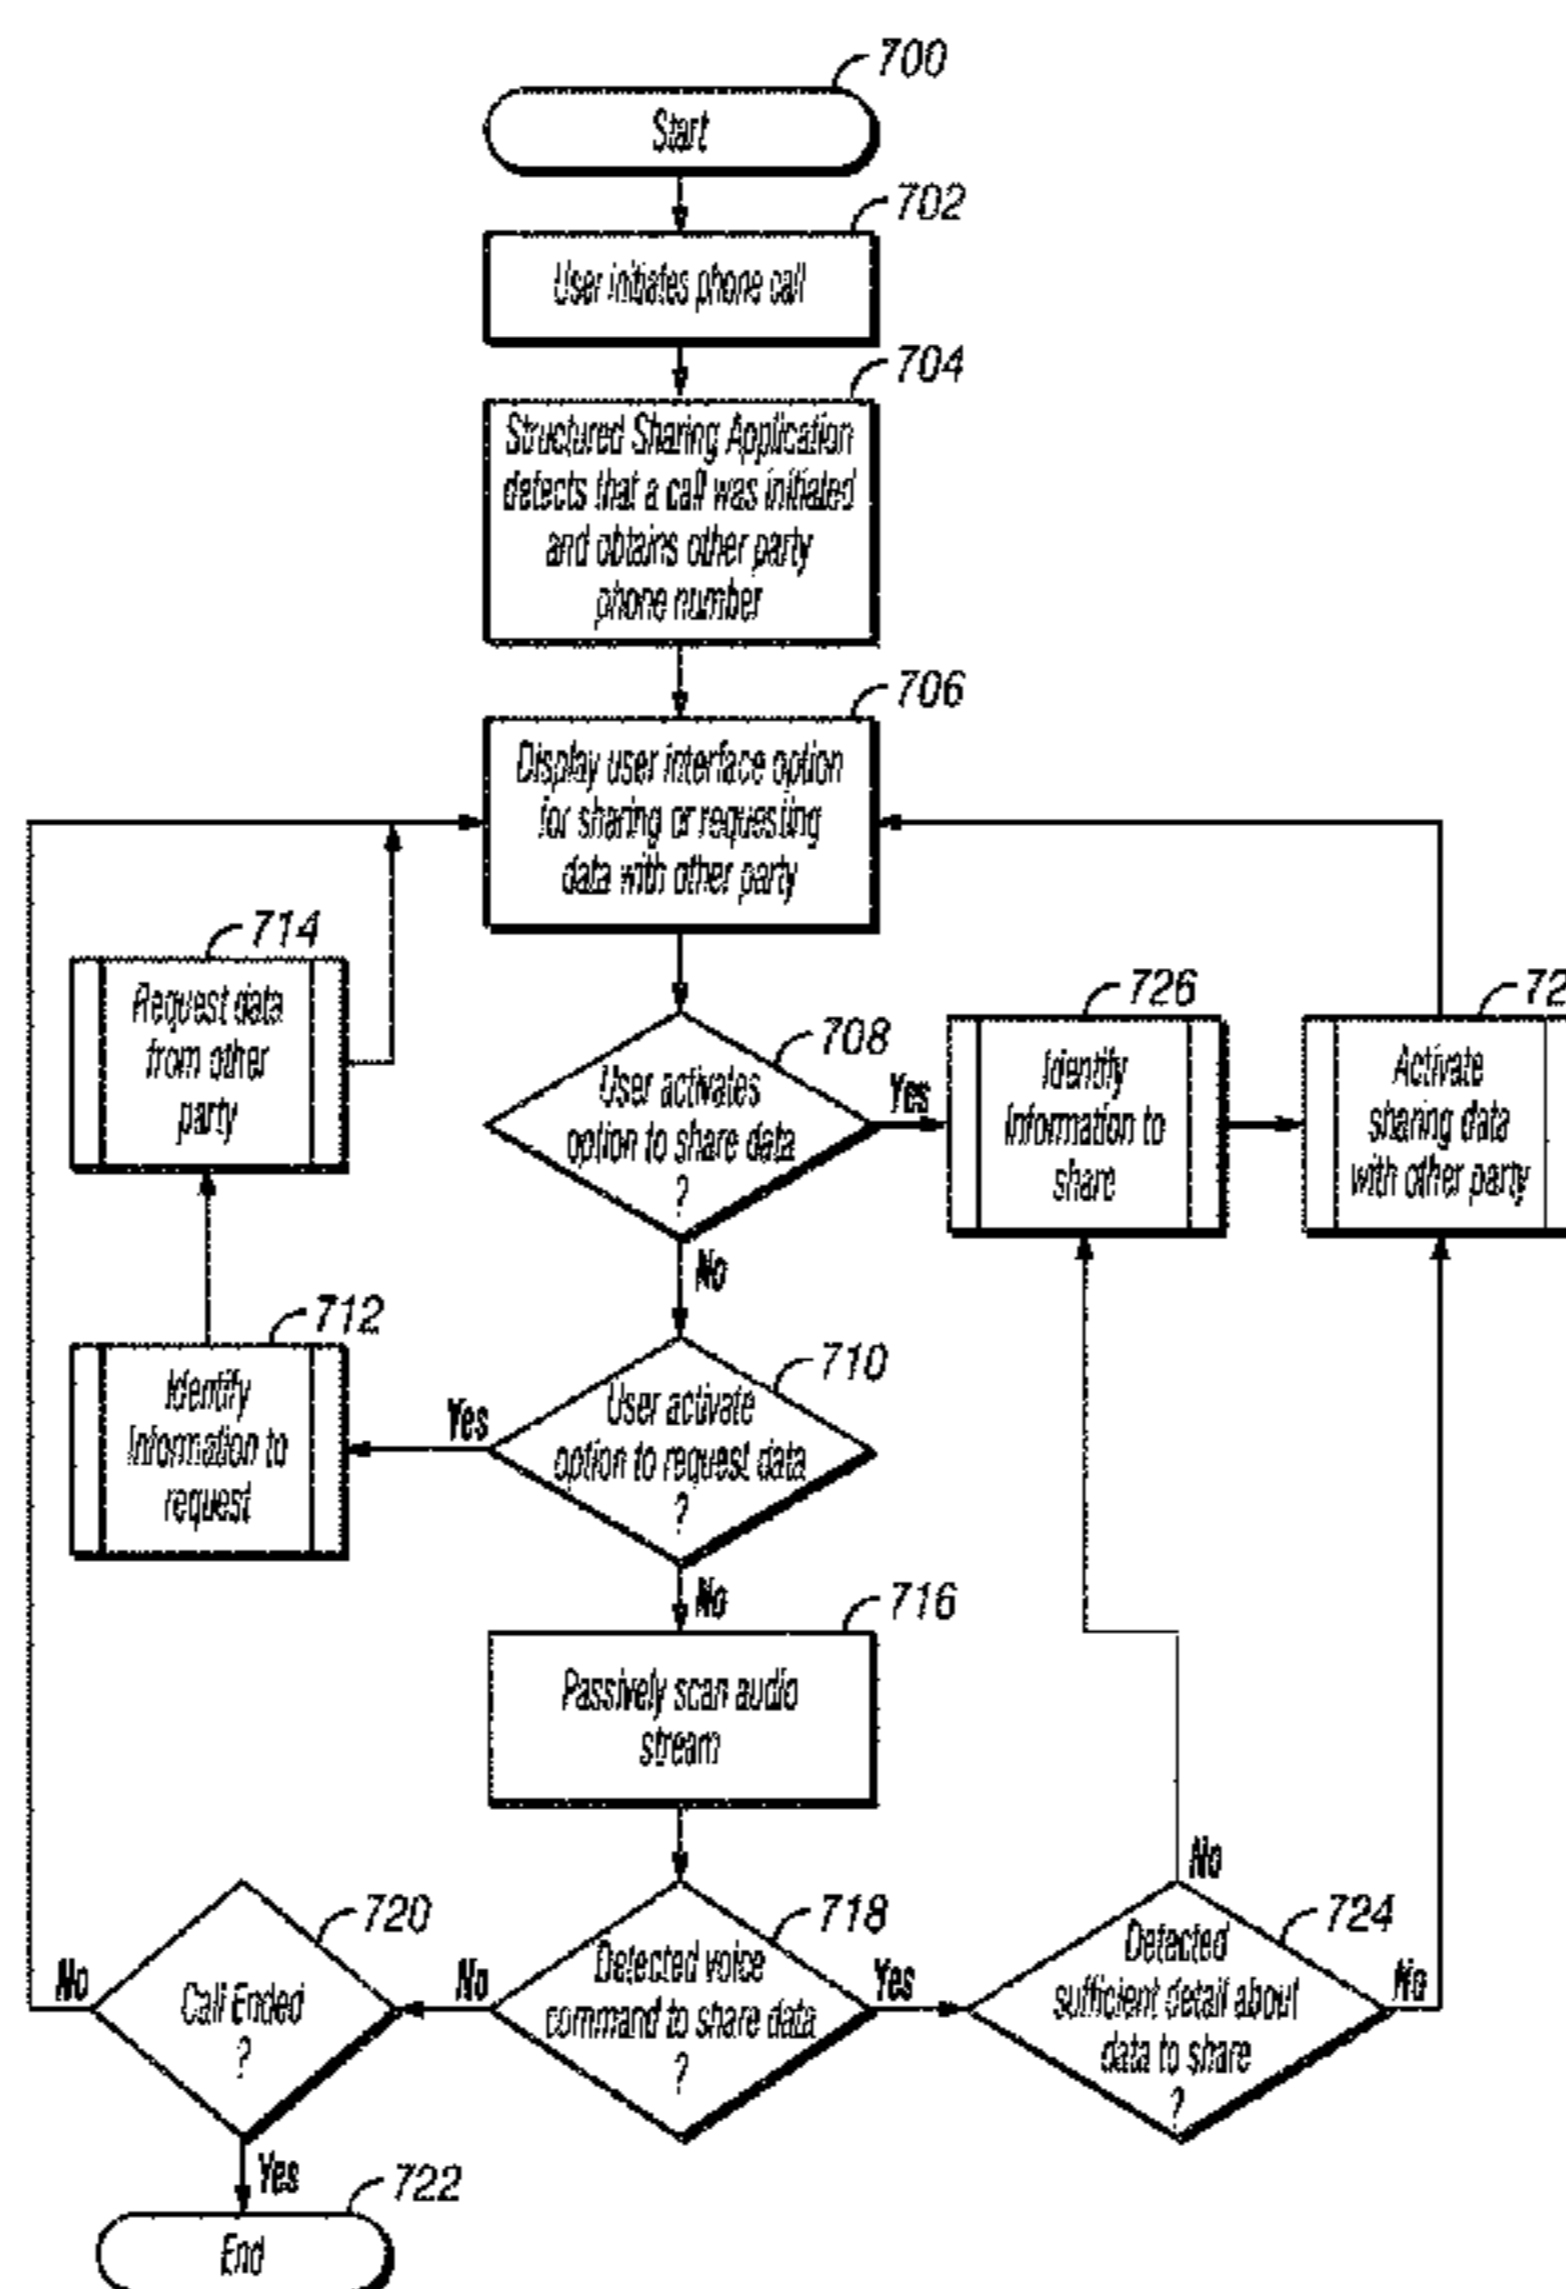 700
Start
702
User initiates phone call
704
Structured Sharing Application
detects that a call was initiated
and obtains other party
phone number
706
Display user interface option
for sharing or requesting
data with other party
714
Request data
from other
party
708
User activates
option to share data
?
Yes
No
726
Identify
Information to
share
72
Activate
sharing data
with other party
712
Identify
Information to
request
710
User activate
option to request data
?
Yes
No
716
Passively scan audio
stream
720
Call Ended
?
No
Yes
718
Detected voice
command to share data
?
No
Yes
724
Detected
sufficient detail about
data to share
?
No
No
722
End